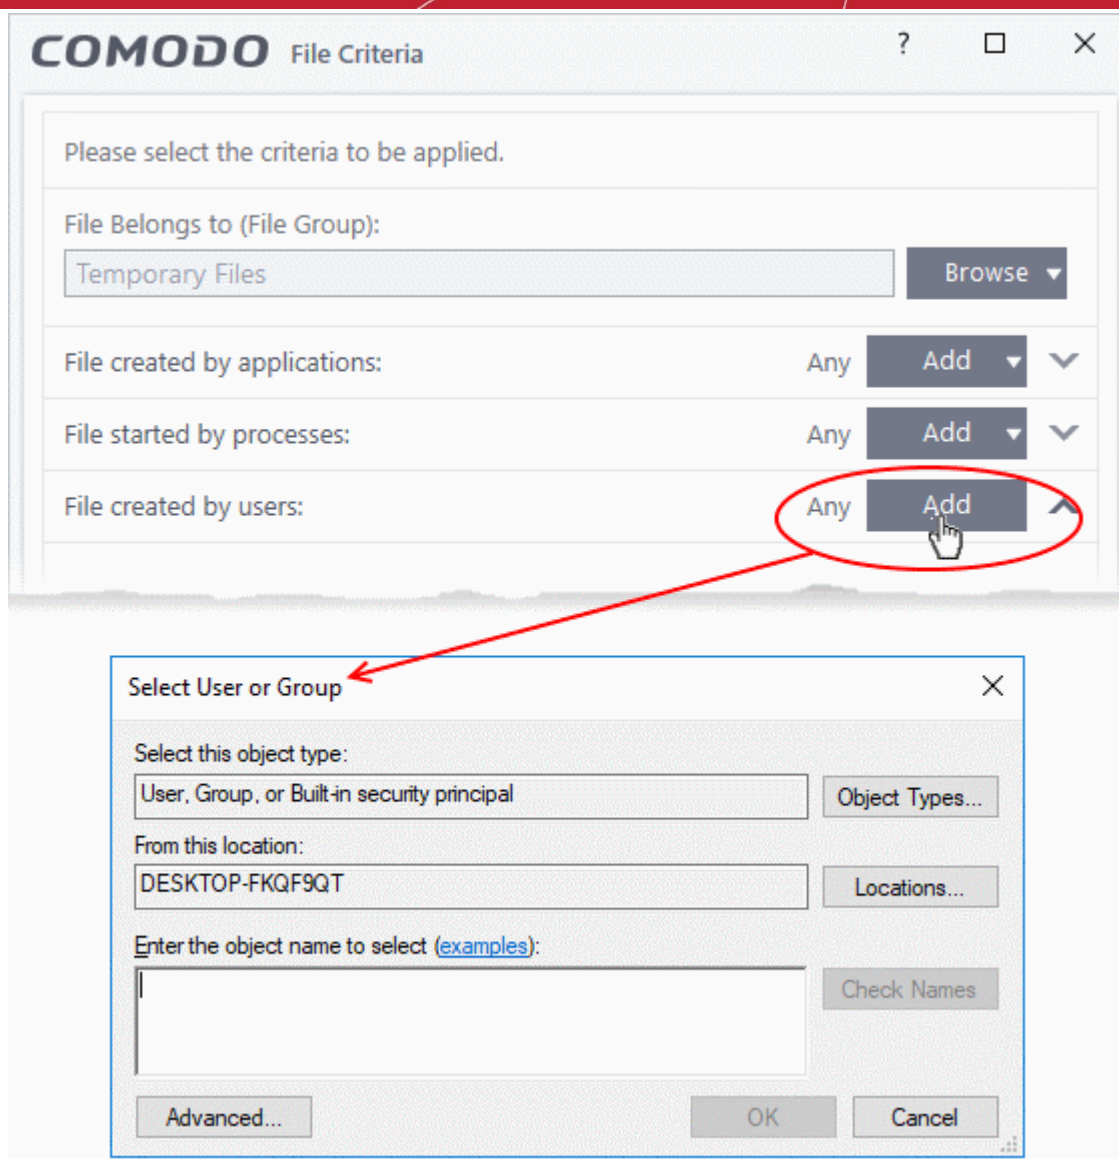 COMODO File Criteria ?
Please select the criteria to be applied.
File Belongs to (File Group):
Temporary Files Browse
File created by applications: Any Add
File started by processes: Any Add
File created by users: Any Add
Select User or Group
Select this object type:
User, Group, or Built-in security principal Object Types...
From this location:
DESKTOP-FKQF9QT Locations...
Enter the object name to select (examples):
Check Names
Advanced... OK Cancel